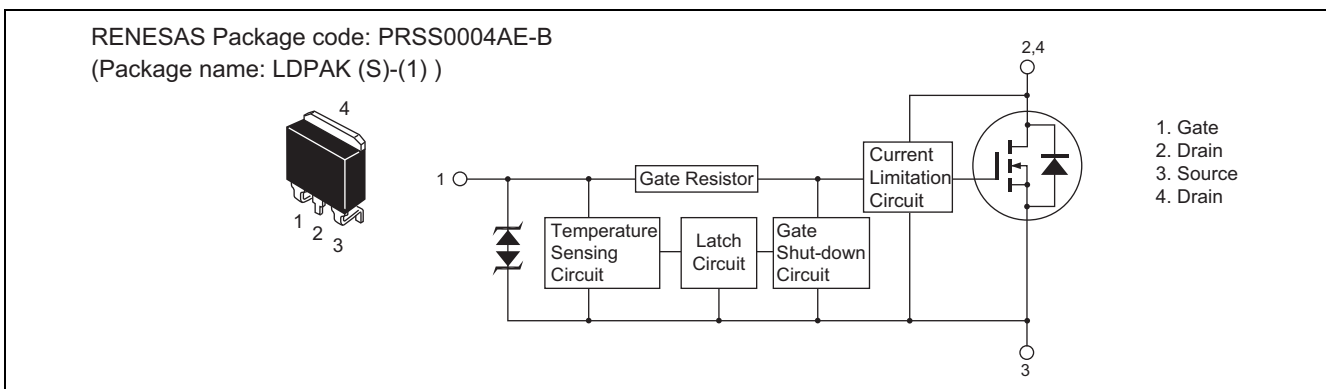 RENESAS Package code: PRSS0004AE-B
(Package name: LDPAK (S)-(1) )
4
1
2
3
1
Gate Resistor
Temperature
Sensing
Circuit
Latch
Circuit
Gate
Shut-down
Circuit
Current
Limitation
Circuit
2,4
3
1. Gate
2. Drain
3. Source
4. Drain